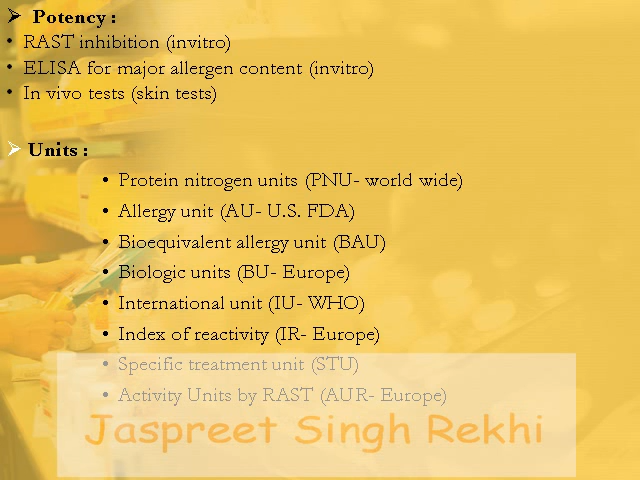 ➢ Potency :
• RAST inhibition (invitro)
• ELISA for major allergen content (invitro)
• In vivo tests (skin tests)
➢ Units :
• Protein nitrogen units (PNU- world wide)
• Allergy unit (AU- U.S. FDA)
• Bioequivalent allergy unit (BAU)
• Biologic units (BU- Europe)
• International unit (IU- WHO)
• Index of reactivity (IR- Europe)
• Specific treatment unit (STU)
• Activity Units by RAST (AUR- Europe)
Jaspreet Singh Rekhi